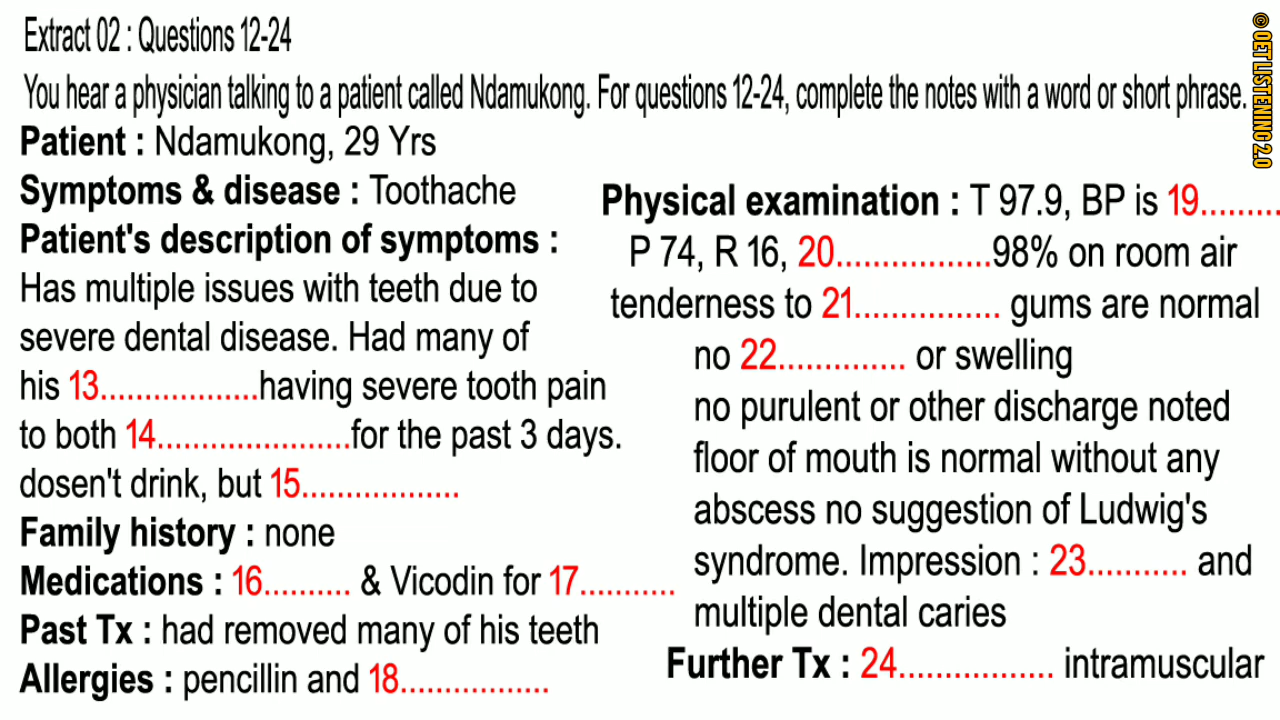 Extract 02 : Questions 12-24
You hear a physician talking to a patient called Ndamukong. For questions 12-24, complete the notes with a word or short phrase.
Patient : Ndamukong, 29 Yrs
Symptoms & disease : Toothache
Patient's description of symptoms :
Has multiple issues with teeth due to
severe dental disease. Had many of
his 13..................having severe tooth pain
to both 14......................for the past 3 days.
dosen't drink, but 15..................
Family history : none
Medications : 16.......... & Vicodin for 17...........
Past Tx : had removed many of his teeth
Allergies : pencillin and 18.................
Physical examination : T 97.9, BP is 19.........
P 74, R 16, 20.................98% on room air
tenderness to 21................ gums are normal
no 22.............. or swelling
no purulent or other discharge noted
floor of mouth is normal without any
abscess no suggestion of Ludwig's
syndrome. Impression : 23........... and
multiple dental caries
Further Tx : 24................. intramuscular
© OET LISTENING 2.0